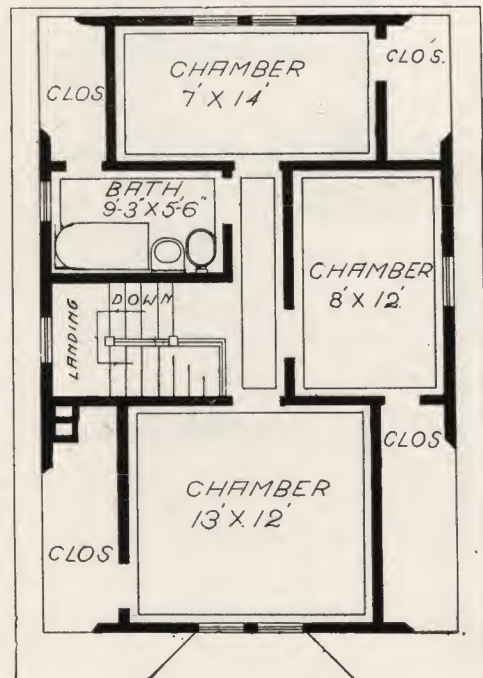 CHAMBER
7' X 14'
CLO'S.
CLOS
BATH,
9'-3" X 5'-6"
CHAMBER
8' X 12'
DOWN
LANDING
CLOS
CHAMBER
13' X 12'
CLOS